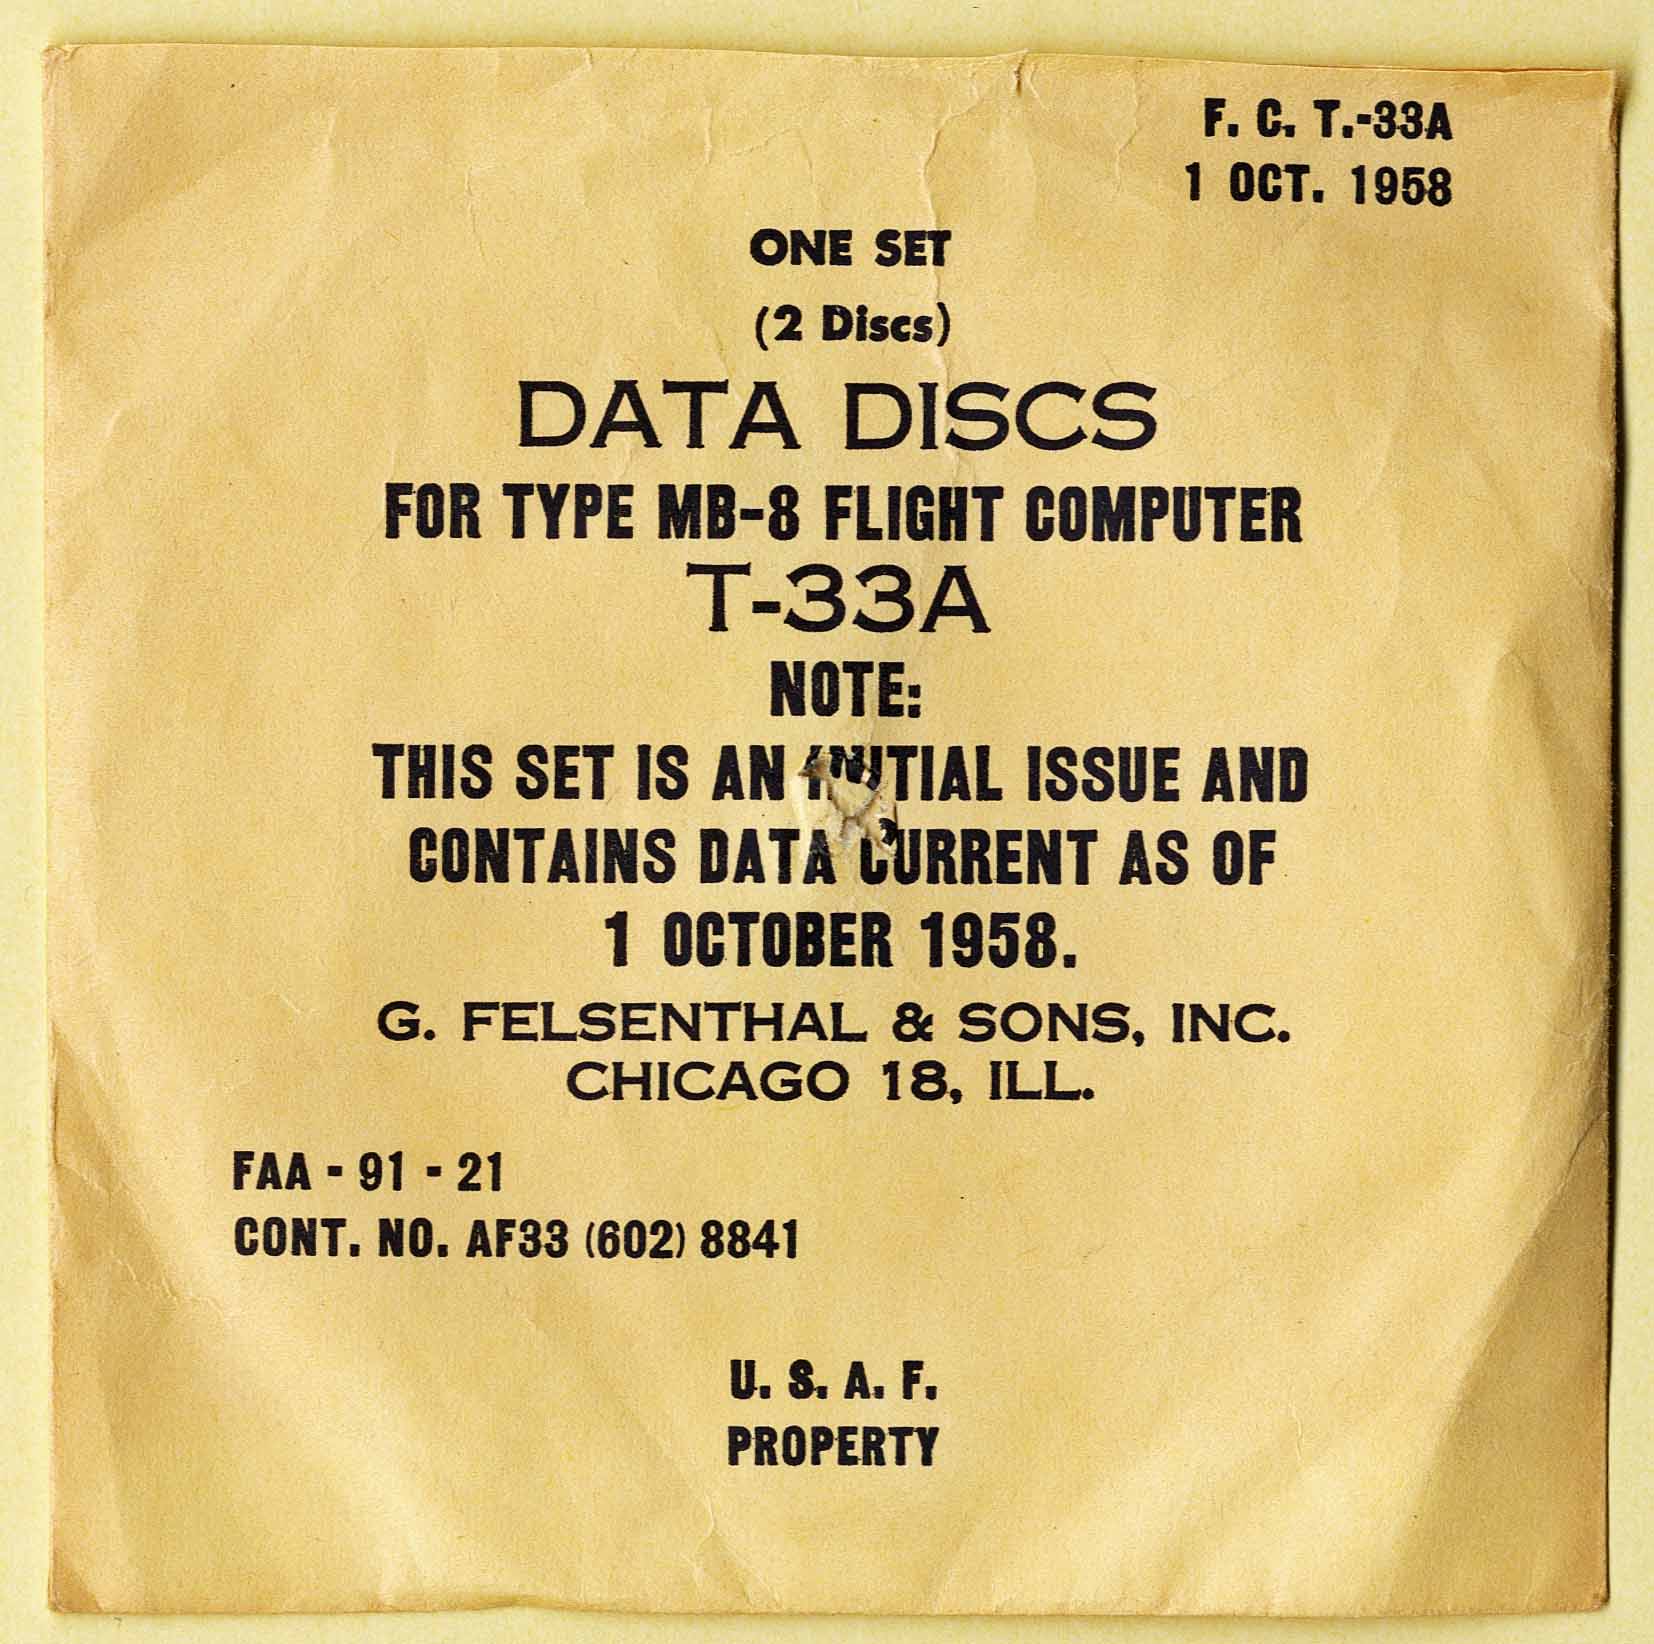 F. C. T.-33A
1 OCT. 1958
ONE SET
(2 Discs)
DATA DISCS
FOR TYPE MB-8 FLIGHT COMPUTER
T-33A
NOTE:
THIS SET IS AN INITIAL ISSUE AND
CONTAINS DATA CURRENT AS OF
1 OCTOBER 1958.
G. FELSENTHAL & SONS, INC.
CHICAGO 18, ILL.
FAA - 91 - 21
CONT. NO. AF33 (602) 8841
U. S. A. F.
PROPERTY